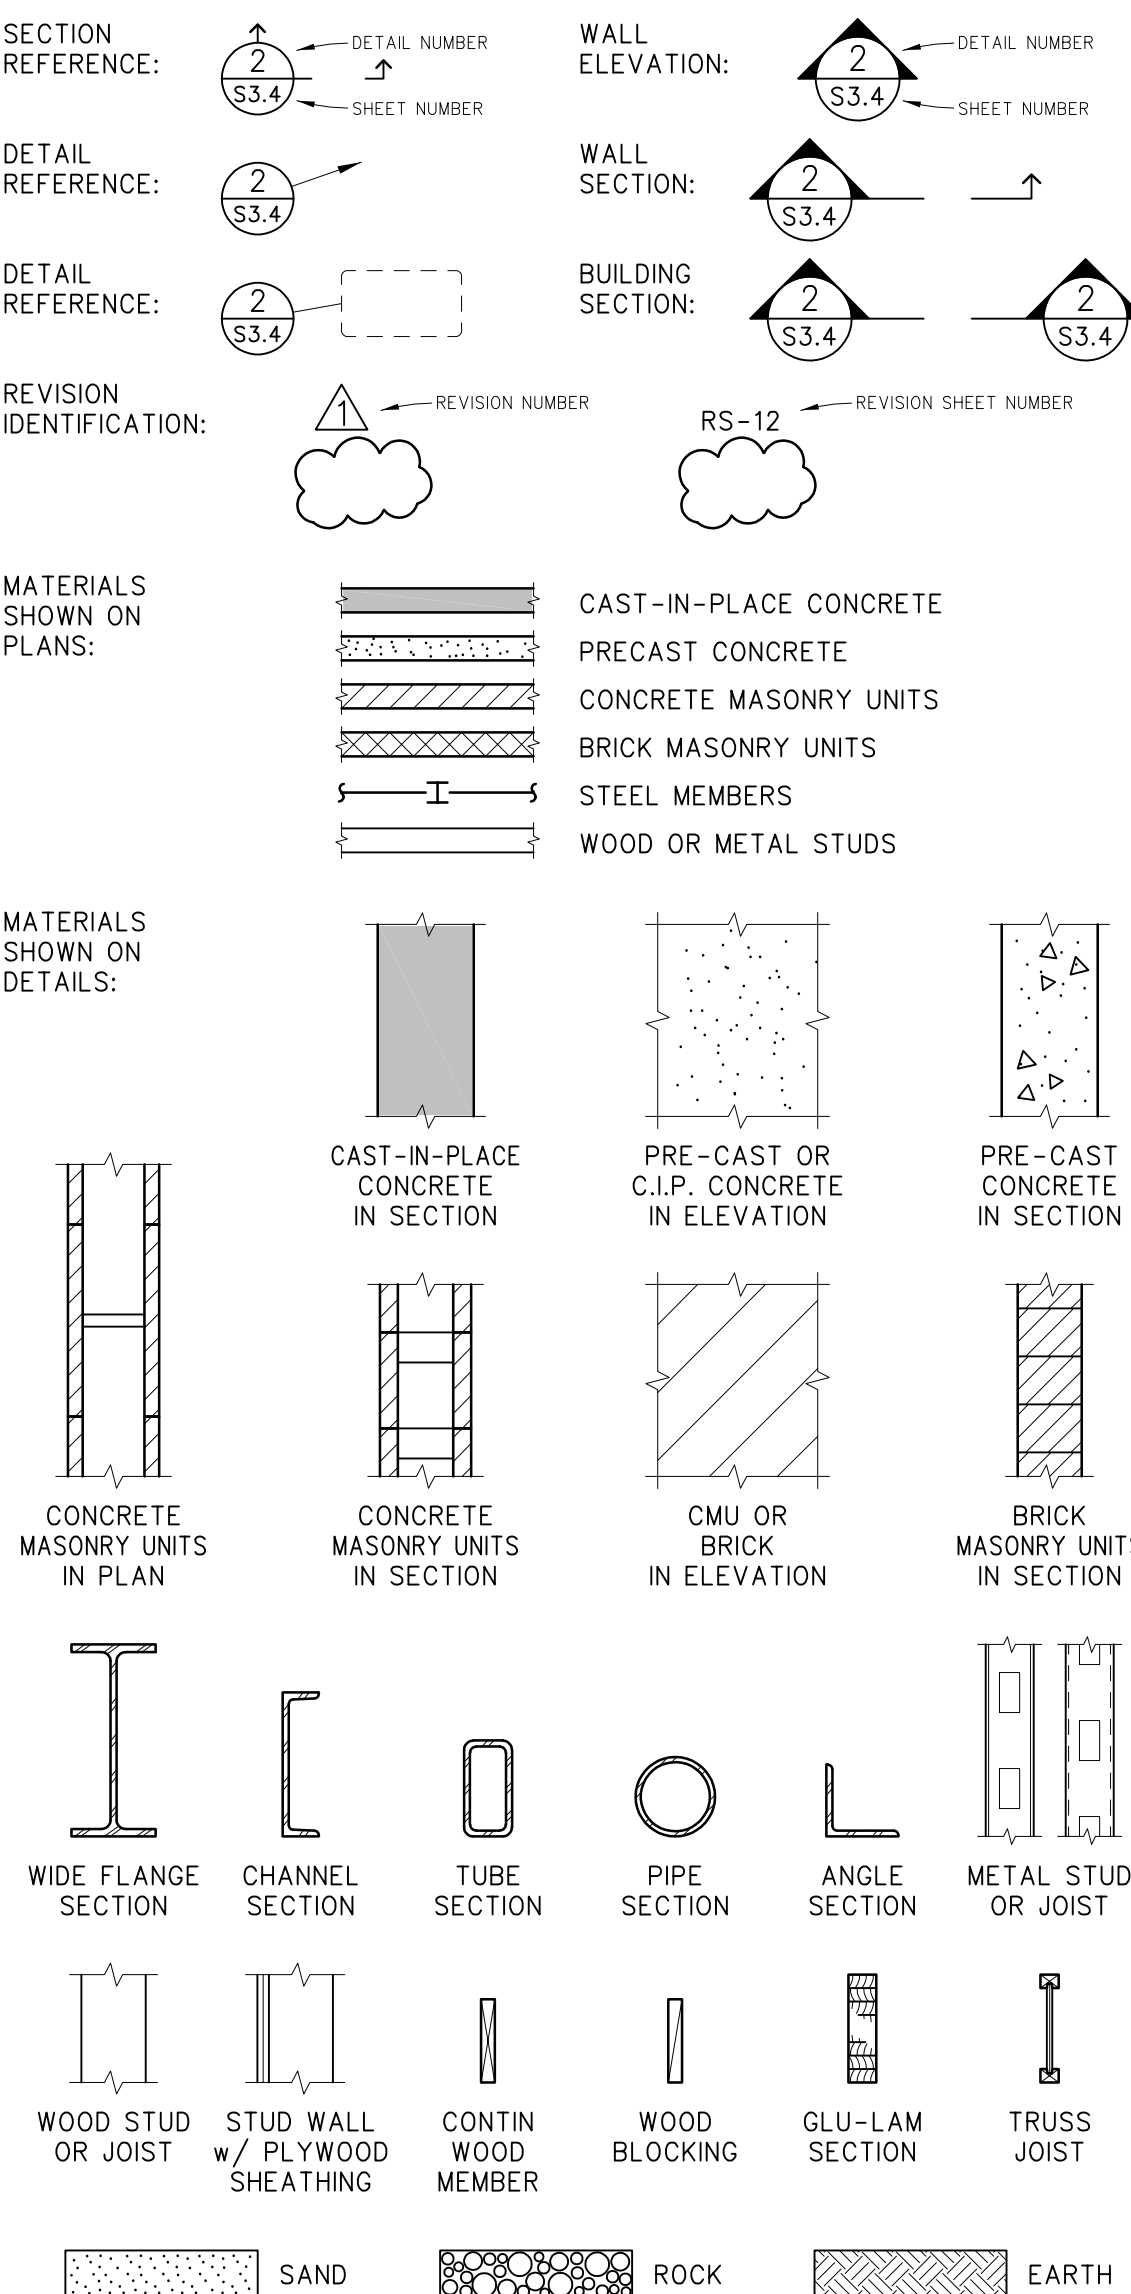 SECTION
REFERENCE:
2
S3.4
DETAIL NUMBER
SHEET NUMBER
WALL
ELEVATION:
2
S3.4
DETAIL NUMBER
SHEET NUMBER
DETAIL
REFERENCE:
2
S3.4
WALL
SECTION:
2
S3.4
DETAIL
REFERENCE:
2
S3.4
BUILDING
SECTION:
2
S3.4
2
S3.4
REVISION
IDENTIFICATION:
1
REVISION NUMBER
RS-12
REVISION SHEET NUMBER
MATERIALS
SHOWN ON
PLANS:
CAST-IN-PLACE CONCRETE
PRECAST CONCRETE
CONCRETE MASONRY UNITS
BRICK MASONRY UNITS
STEEL MEMBERS
WOOD OR METAL STUDS
MATERIALS
SHOWN ON
DETAILS:
CAST-IN-PLACE
CONCRETE
IN SECTION
PRE-CAST OR
C.I.P. CONCRETE
IN ELEVATION
PRE-CAST
CONCRETE
IN SECTION
CONCRETE
MASONRY UNITS
IN PLAN
CONCRETE
MASONRY UNITS
IN SECTION
CMU OR
BRICK
IN ELEVATION
BRICK
MASONRY UNITS
IN SECTION
WIDE FLANGE
SECTION
CHANNEL
SECTION
TUBE
SECTION
PIPE
SECTION
ANGLE
SECTION
METAL STUD
OR JOIST
WOOD STUD
OR JOIST
STUD WALL
w/ PLYWOOD
SHEATHING
CONTIN
WOOD
MEMBER
WOOD
BLOCKING
GLU-LAM
SECTION
TRUSS
JOIST
SAND
ROCK
EARTH